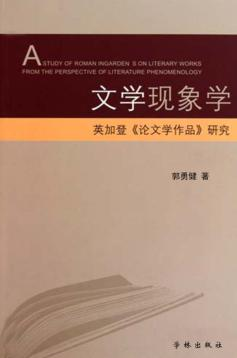 A STUDY OF ROMAN INGARDEN S ON LITERARY WORKS
FROM THE PERSPECTIVE OF LITERATURE PHENOMENOLOGY
文学现象学
英加登《论文学作品》研究
郭勇健 著
学林出版社